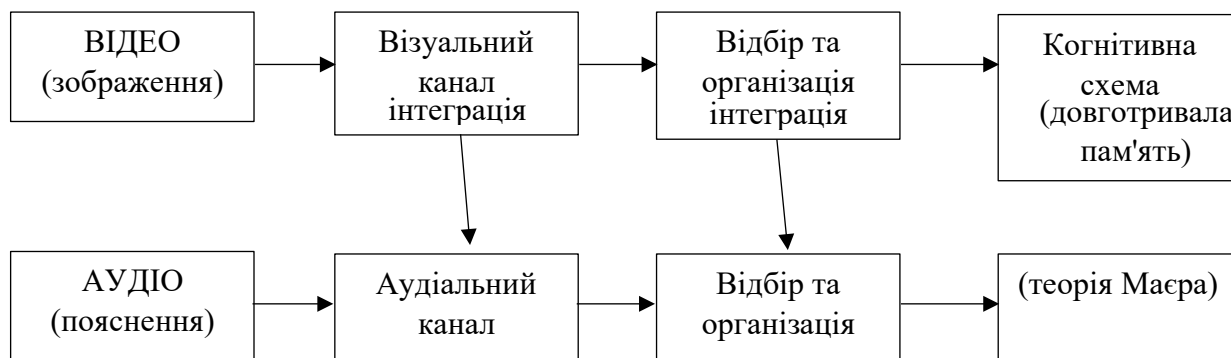 ВІДЕО
(зображення)
Візуальний
канал
інтеграція
Відбір та
організація
інтеграція
Когнітивна
схема
(довготривала
пам'ять)
АУДІО
(пояснення)
Аудіальний
канал
Відбір та
організація
(теорія Маєра)